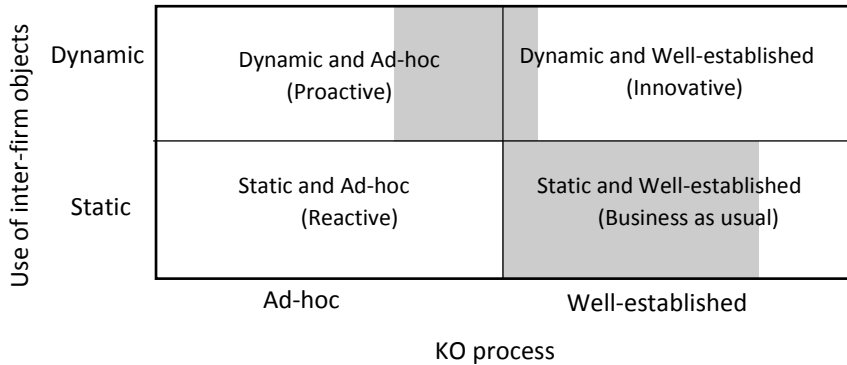 Use of inter-firm objects
Dynamic
Dynamic and Ad-hoc
(Proactive)
Dynamic and Well-established
(Innovative)
Static
Static and Ad-hoc
(Reactive)
Static and Well-established
(Business as usual)
Ad-hoc
Well-established
KO process